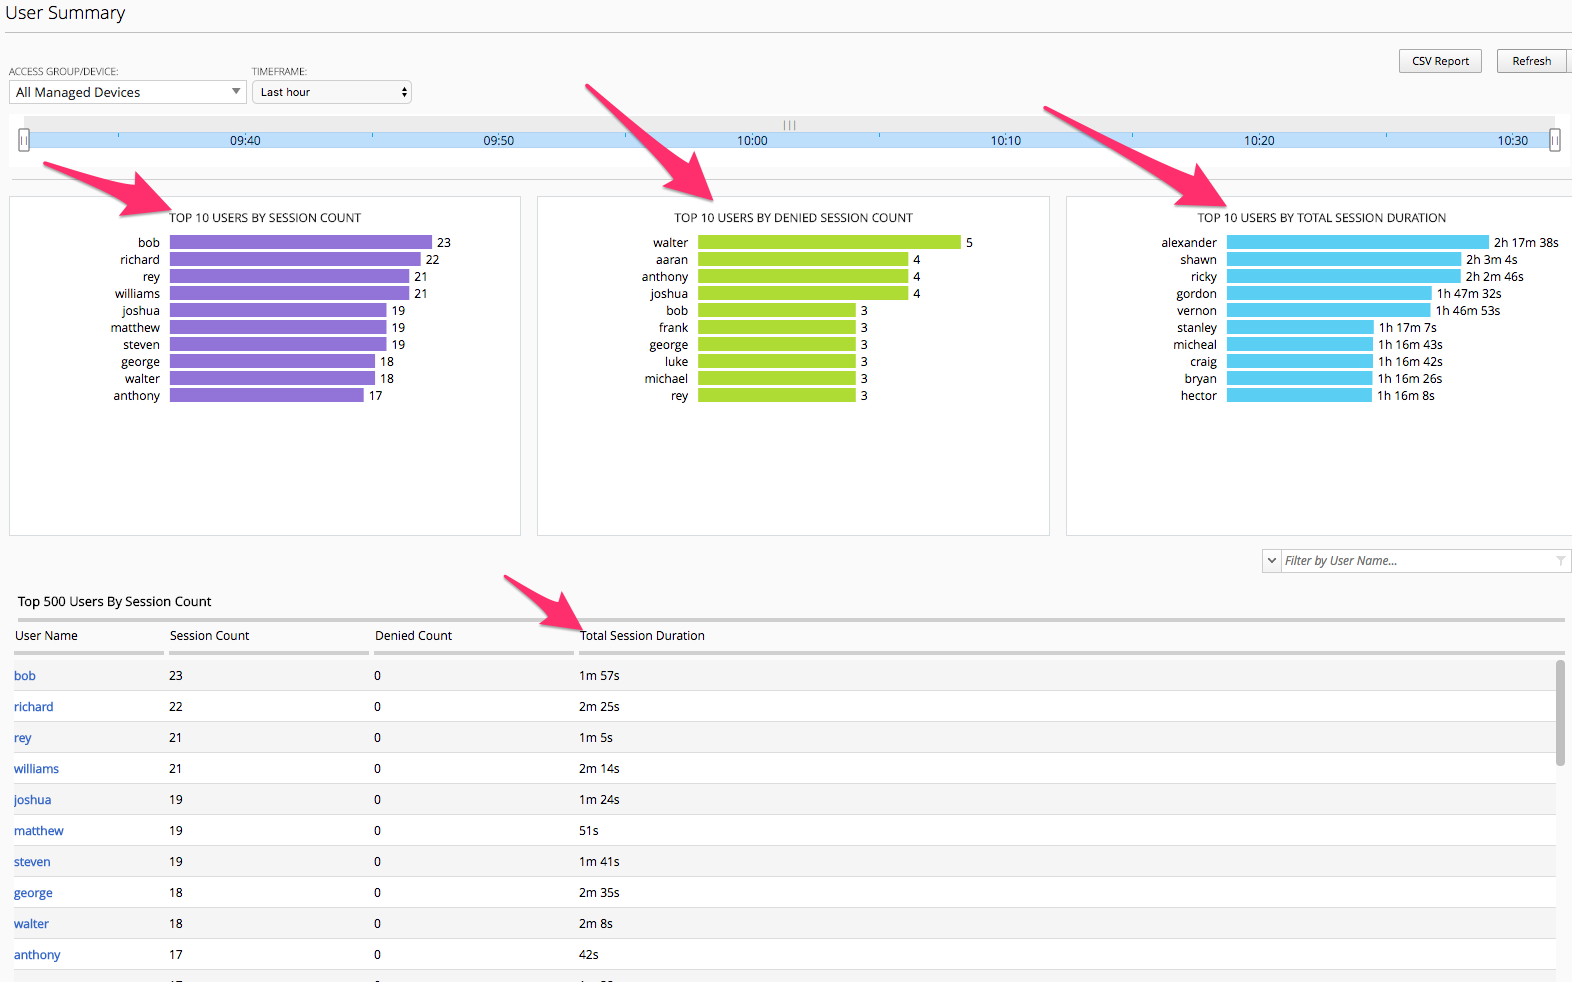 User Summary
CSV Report Refresh
ACCESS GROUP/DEVICE: TIMEFRAME:
All Managed Devices Last hour
09:40 09:50 10:00 10:10 10:20 10:30
TOP 10 USERS BY SESSION COUNT
bob 23
richard 22
rey 21
williams 21
joshua 19
matthew 19
steven 19
george 18
walter 18
anthony 17
TOP 10 USERS BY DENIED SESSION COUNT
walter 5
aaran 4
anthony 4
joshua 4
bob 3
frank 3
george 3
luke 3
michael 3
rey 3
TOP 10 USERS BY TOTAL SESSION DURATION
alexander 2h 17m 38s
shawn 2h 3m 4s
ricky 2h 2m 46s
gordon 1h 47m 32s
vernon 1h 46m 53s
stanley 1h 17m 7s
micheal 1h 16m 43s
craig 1h 16m 42s
bryan 1h 16m 26s
hector 1h 16m 8s
Filter by User Name...
Top 500 Users By Session Count
User Name Session Count Denied Count Total Session Duration
bob 23 0 1m 57s
richard 22 0 2m 25s
rey 21 0 1m 5s
williams 21 0 2m 14s
joshua 19 0 1m 24s
matthew 19 0 51s
steven 19 0 1m 41s
george 18 0 2m 35s
walter 18 0 2m 8s
anthony 17 0 42s